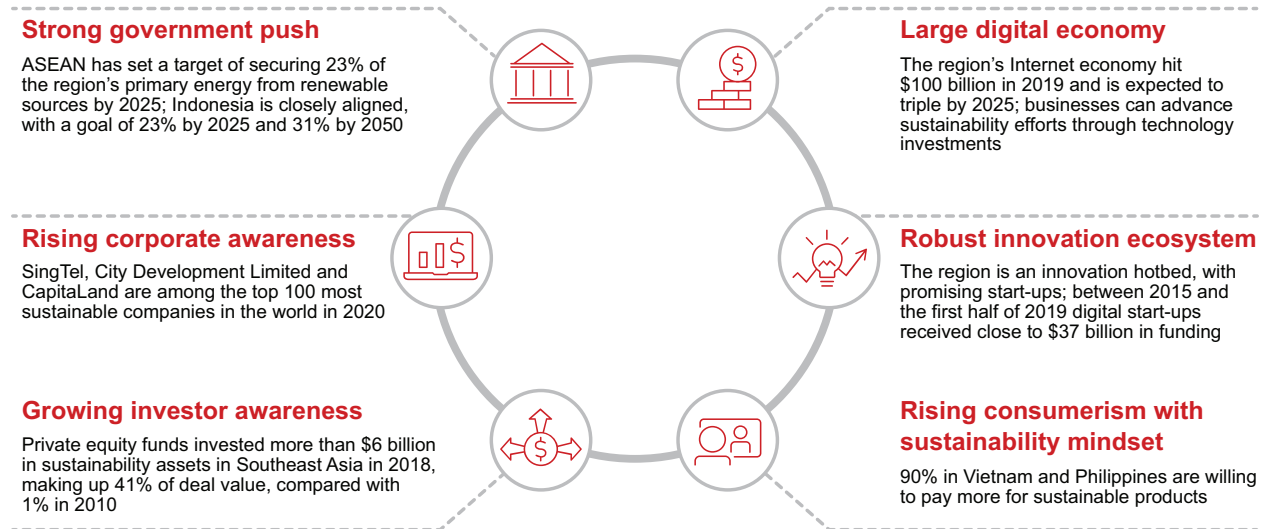 Strong government push
ASEAN has set a target of securing 23% of
the region's primary energy from renewable
sources by 2025; Indonesia is closely aligned,
with a goal of 23% by 2025 and 31% by 2050
Rising corporate awareness
SingTel, City Development Limited and
CapitaLand are among the top 100 most
sustainable companies in the world in 2020
Growing investor awareness
Private equity funds invested more than $6 billion
in sustainability assets in Southeast Asia in 2018,
making up 41% of deal value, compared with
1% in 2010
Large digital economy
The region's Internet economy hit
$100 billion in 2019 and is expected to
triple by 2025; businesses can advance
sustainability efforts through technology
investments
Robust innovation ecosystem
The region is an innovation hotbed, with
promising start-ups; between 2015 and
the first half of 2019 digital start-ups
received close to $37 billion in funding
Rising consumerism with
sustainability mindset
90% in Vietnam and Philippines are willing
to pay more for sustainable products
$
$
$